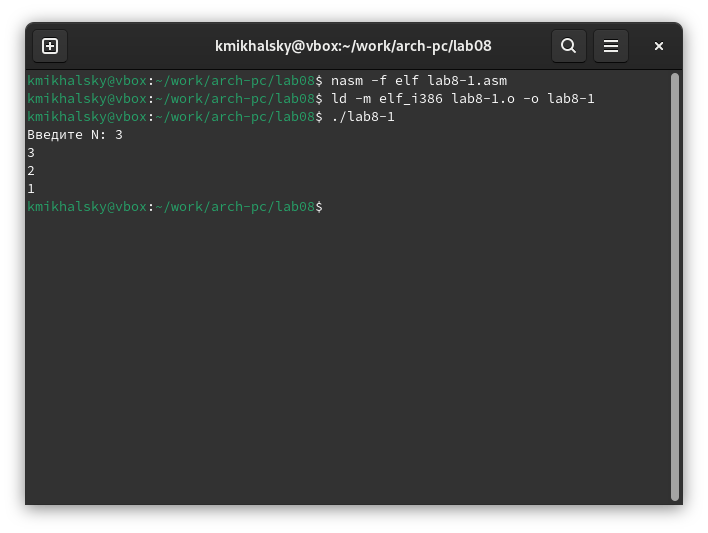 kmikhalsky@vbox:~/work/arch-pc/lab08
kmikhalsky@vbox:~/work/arch-pc/lab08$ nasm -f elf lab8-1.asm
kmikhalsky@vbox:~/work/arch-pc/lab08$ ld -m elf_i386 lab8-1.o -o lab8-1
kmikhalsky@vbox:~/work/arch-pc/lab08$ ./lab8-1
Введите N: 3
3
2
1
kmikhalsky@vbox:~/work/arch-pc/lab08$